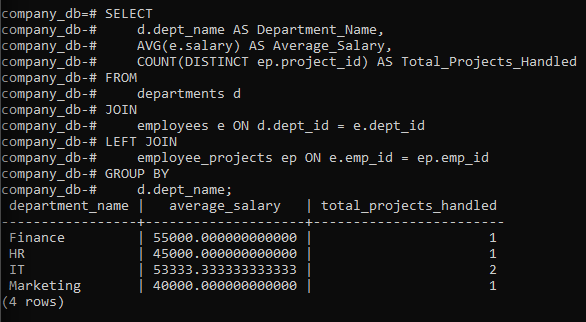 company_db=# SELECT
company_db-#     d.dept_name AS Department_Name,
company_db-#     AVG(e.salary) AS Average_Salary,
company_db-#     COUNT(DISTINCT ep.project_id) AS Total_Projects_Handled
company_db-# FROM
company_db-#     departments d
company_db-# JOIN
company_db-#     employees e ON d.dept_id = e.dept_id
company_db-# LEFT JOIN
company_db-#     employee_projects ep ON e.emp_id = ep.emp_id
company_db-# GROUP BY
company_db-#     d.dept_name;
 department_name |   average_salary   | total_projects_handled
-----------------+--------------------+------------------------
 Finance         | 55000.000000000000 |                      1
 HR              | 45000.000000000000 |                      1
 IT              | 53333.333333333333 |                      2
 Marketing       | 40000.000000000000 |                      1
(4 rows)